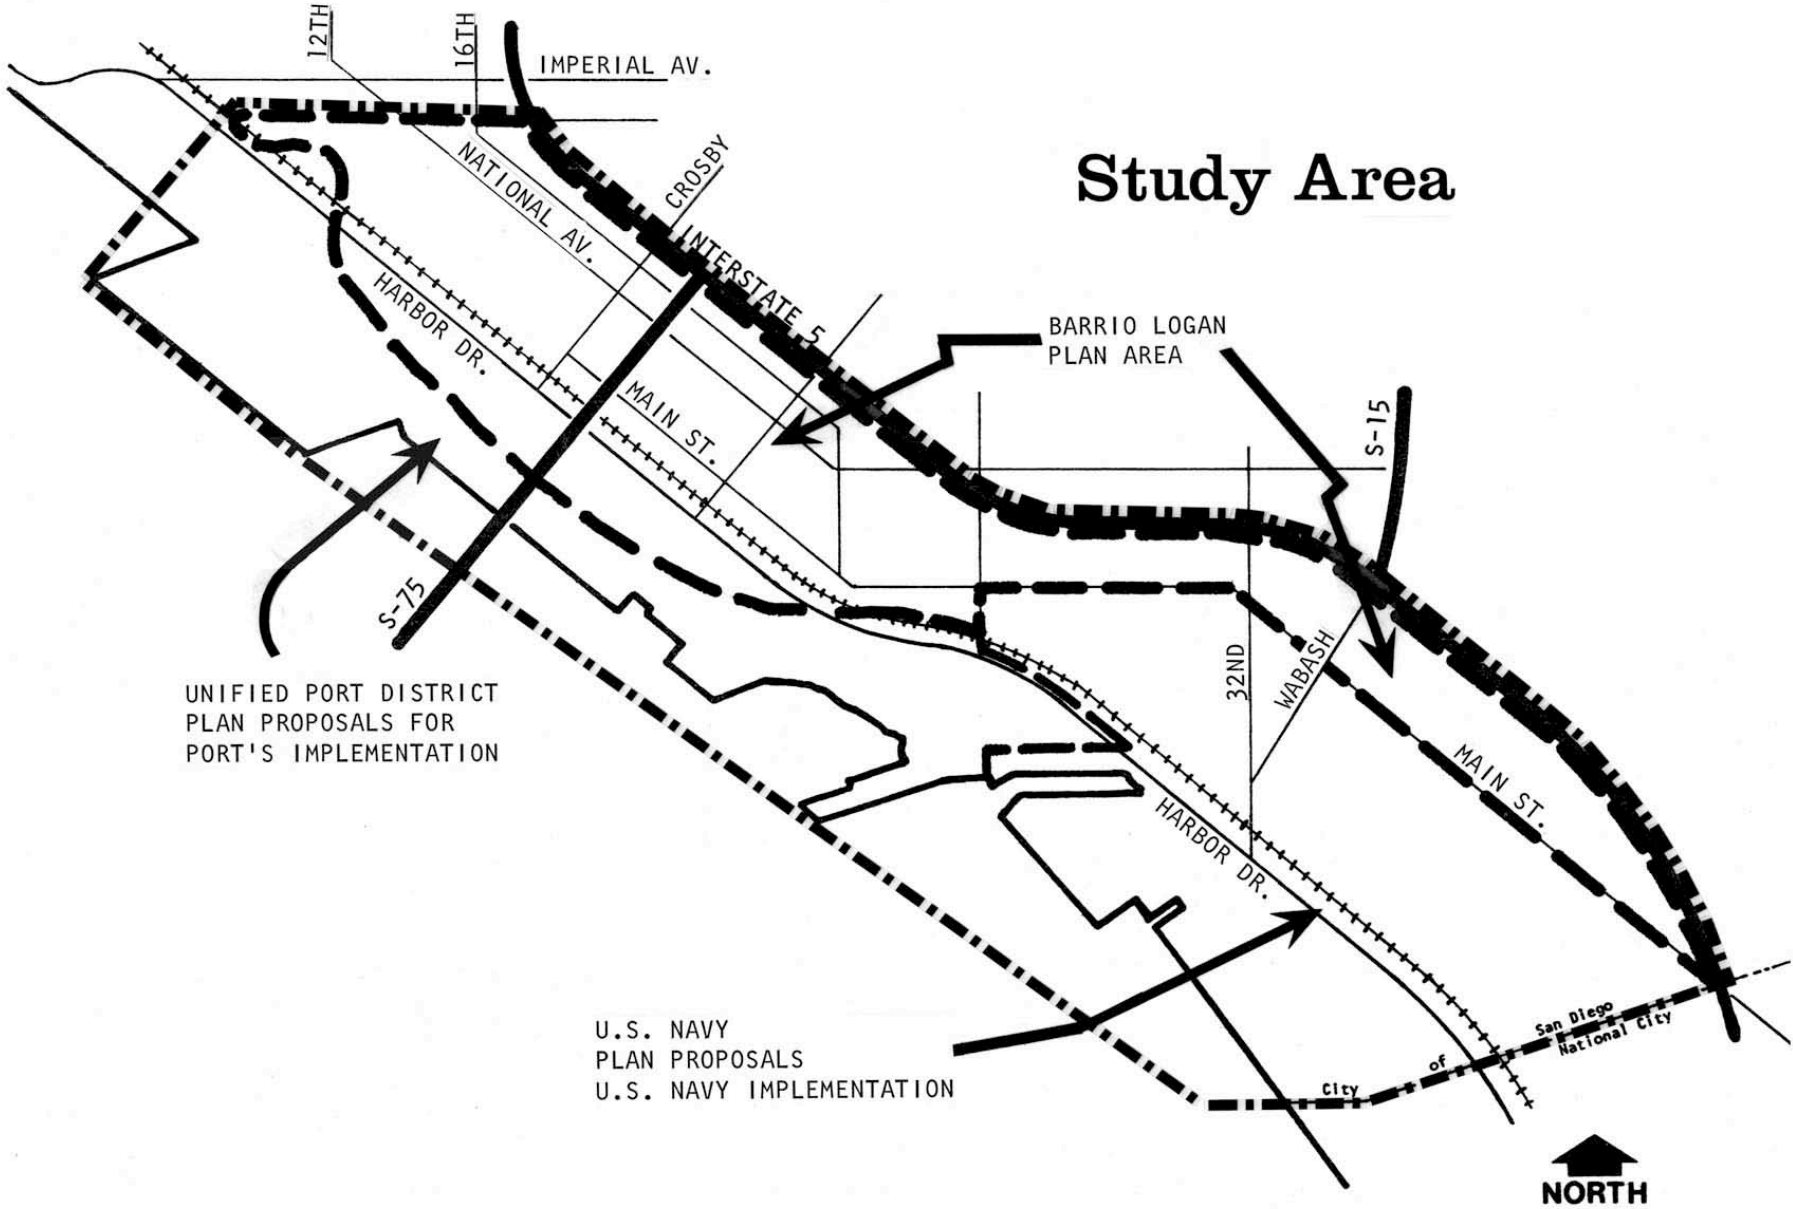 12TH
16TH
IMPERIAL AV.
CROSBY
NATIONAL AV.
Study Area
INTERSTATE 5
HARBOR DR.
BARRIO LOGAN
PLAN AREA
MAIN ST.
S-15
S-75
32ND
WABASH
UNIFIED PORT DISTRICT
PLAN PROPOSALS FOR
PORT'S IMPLEMENTATION
MAIN ST.
HARBOR DR.
U.S. NAVY
PLAN PROPOSALS
U.S. NAVY IMPLEMENTATION
City of San Diego
National City
NORTH